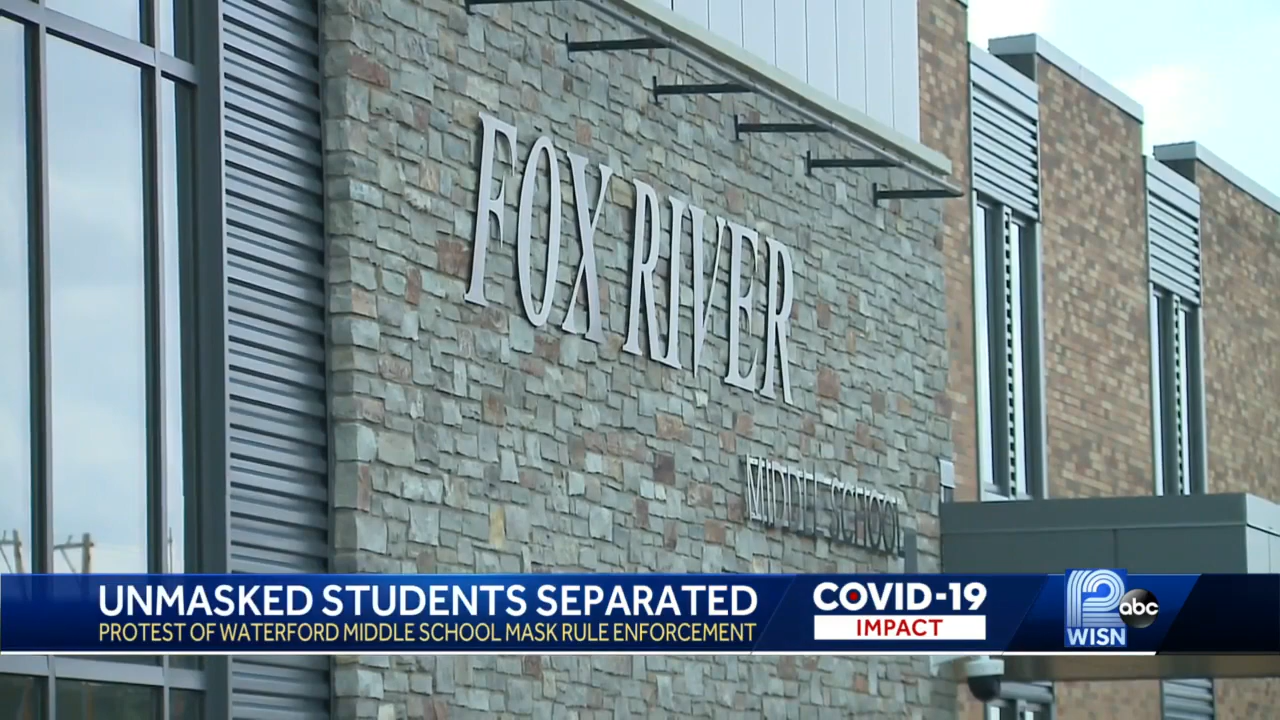 FOX RIVER
MIDDLE SCHOOL
UNMASKED STUDENTS SEPARATED
PROTEST OF WATERFORD MIDDLE SCHOOL MASK RULE ENFORCEMENT
COVID-19
IMPACT
12
abc
WISN